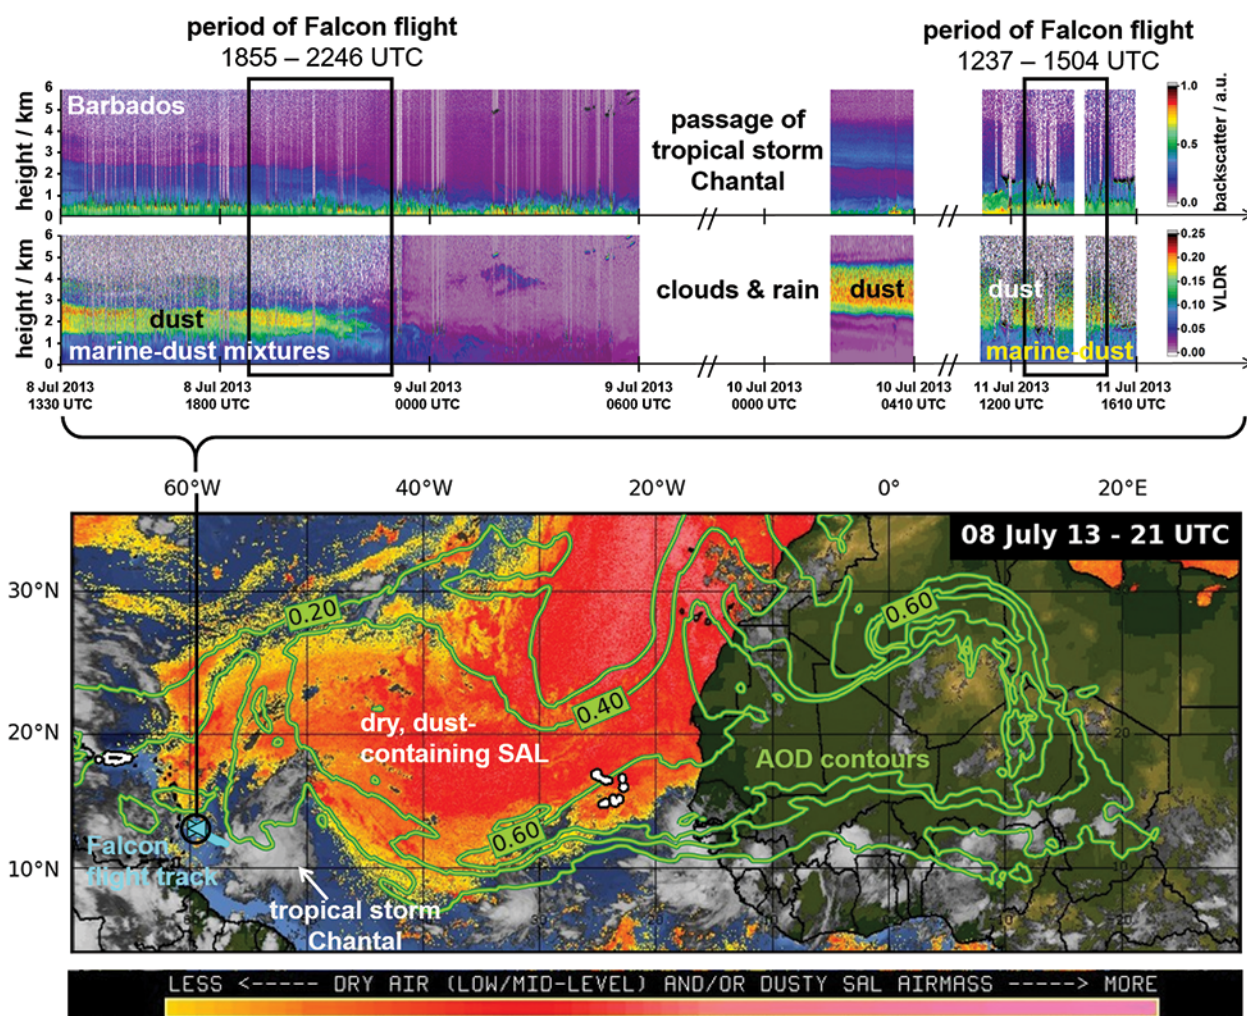 period of Falcon flight
1855 – 2246 UTC
period of Falcon flight
1237 – 1504 UTC
height / km
6
5
4
3
2
1
0
Barbados
passage of
tropical storm
Chantal
1.0
0.5
0.0
backscatter / a.u.
height / km
6
5
4
3
2
1
0
dust
marine-dust mixtures
clouds & rain
dust
dust
marine-dust
0.25
0.20
0.15
0.10
0.05
0.00
VLDR
8 Jul 2013
1330 UTC
8 Jul 2013
1800 UTC
9 Jul 2013
0000 UTC
9 Jul 2013
0600 UTC
10 Jul 2013
0000 UTC
10 Jul 2013
0410 UTC
11 Jul 2013
1200 UTC
11 Jul 2013
1610 UTC
60°W 40°W 20°W 0° 20°E
08 July 13 - 21 UTC
30°N
20°N
10°N
0.20
0.60
0.40
dry, dust-
containing SAL
AOD contours
0.60
Falcon
flight track
tropical storm
Chantal
LESS <----- DRY AIR (LOW/MID-LEVEL) AND/OR DUSTY SAL AIRMASS -----> MORE